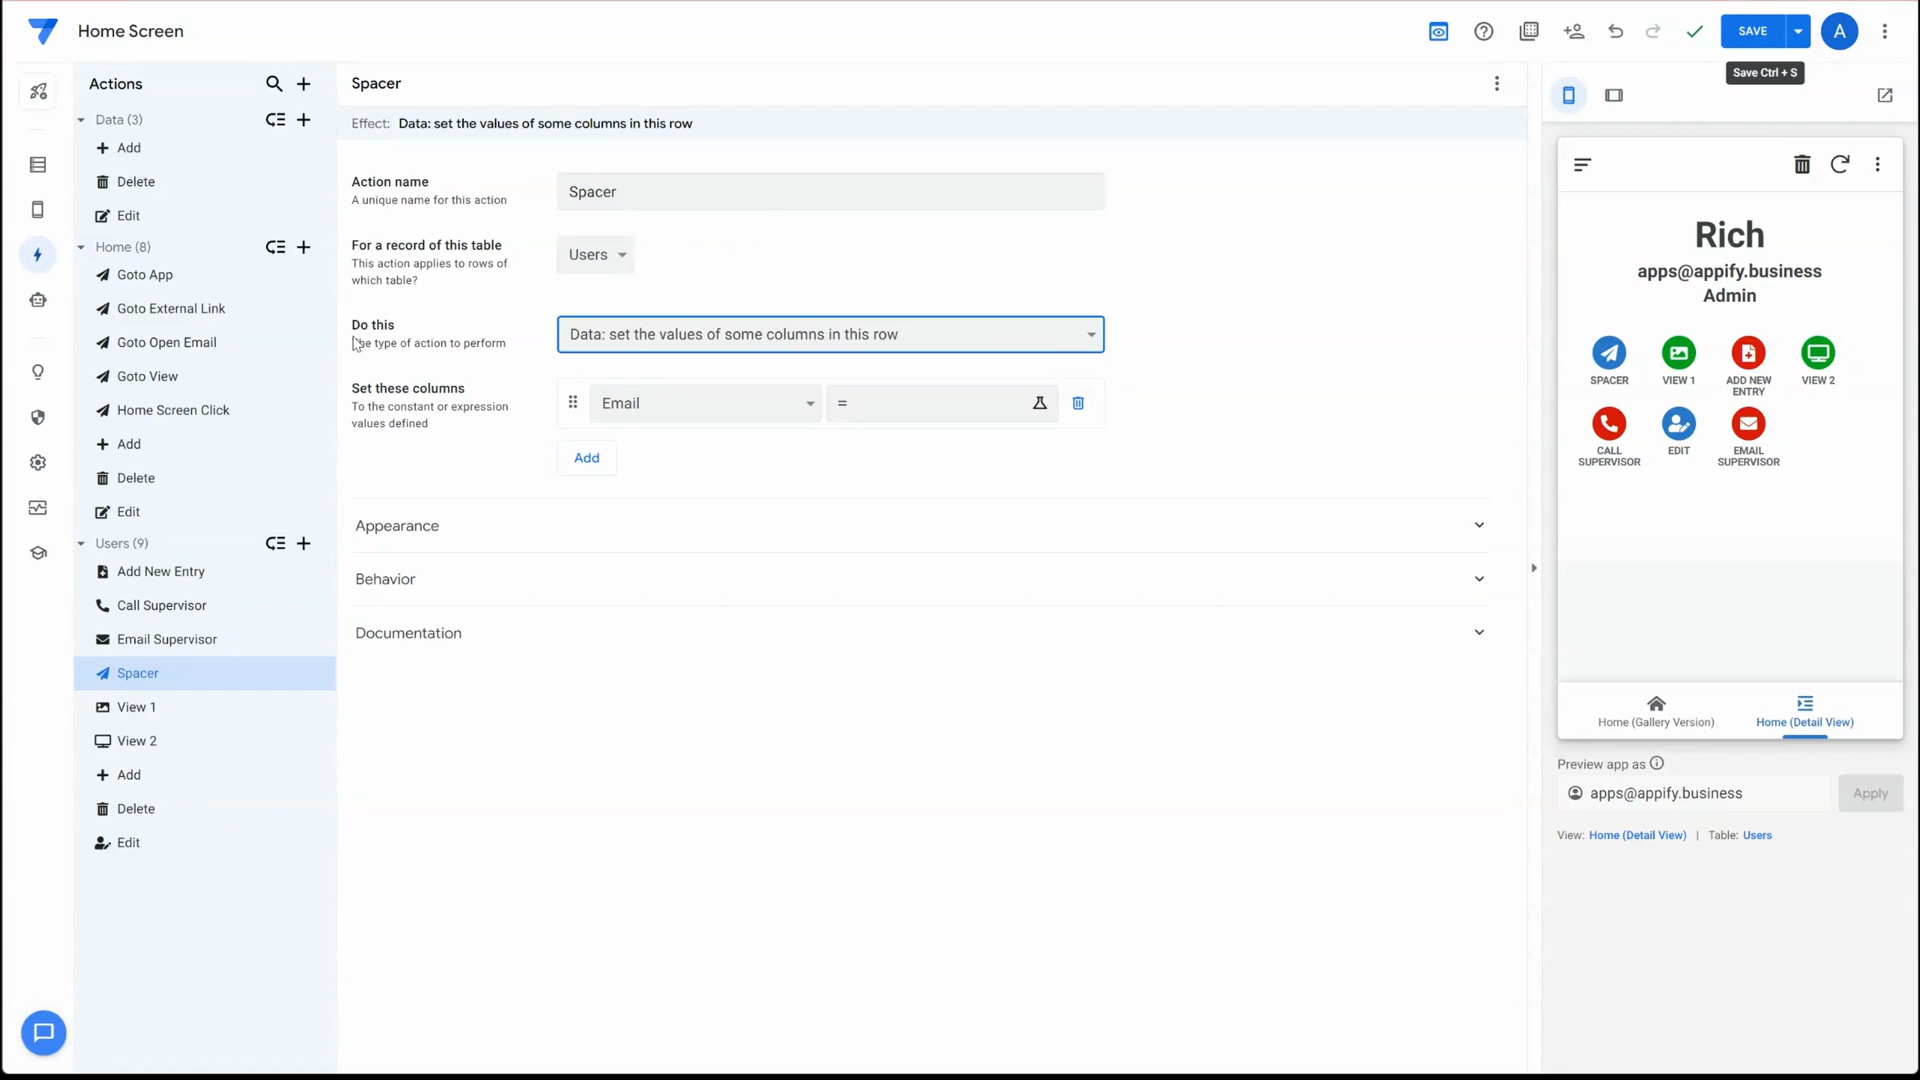 Home Screen
SAVE
A
Save Ctrl + S
Actions
Data (3)
Add
Delete
Edit
Home (8)
Goto App
Goto External Link
Goto Open Email
Goto View
Home Screen Click
Add
Delete
Edit
Users (9)
Add New Entry
Call Supervisor
Email Supervisor
Spacer
View 1
View 2
Add
Delete
Edit
Spacer
Effect: Data: set the values of some columns in this row
Action name
A unique name for this action
Spacer
For a record of this table
This action applies to rows of
which table?
Users
Do this
he type of action to perform
Data: set the values of some columns in this row
Set these columns
To the constant or expression
values defined
Email
=
Add
Appearance
Behavior
Documentation
Rich
apps@appify.business
Admin
SPACER
VIEW 1
ADD NEW
ENTRY
VIEW 2
CALL
SUPERVISOR
EDIT
EMAIL
SUPERVISOR
Home (Gallery Version)
Home (Detail View)
Preview app as
apps@appify.business
Apply
View: Home (Detail View) | Table: Users